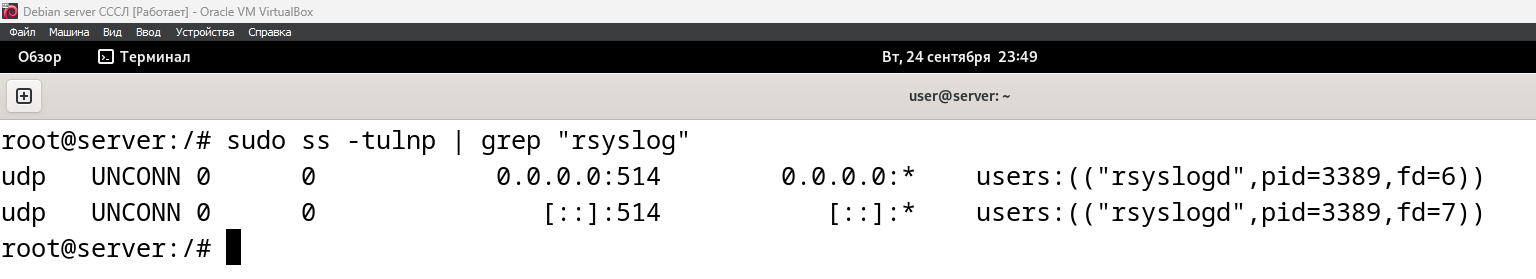 Debian server СССЛ [Работает] - Oracle VM VirtualBox
Файл Машина Вид Ввод Устройства Справка
Обзор Терминал Вт, 24 сентября 23:49
user@server: ~
root@server:/# sudo ss -tulnp | grep "rsyslog"
udp UNCONN 0 0 0.0.0.0:514 0.0.0.0:* users:(("rsyslogd",pid=3389,fd=6))
udp UNCONN 0 0 [::]:514 [::]:* users:(("rsyslogd",pid=3389,fd=7))
root@server:/#